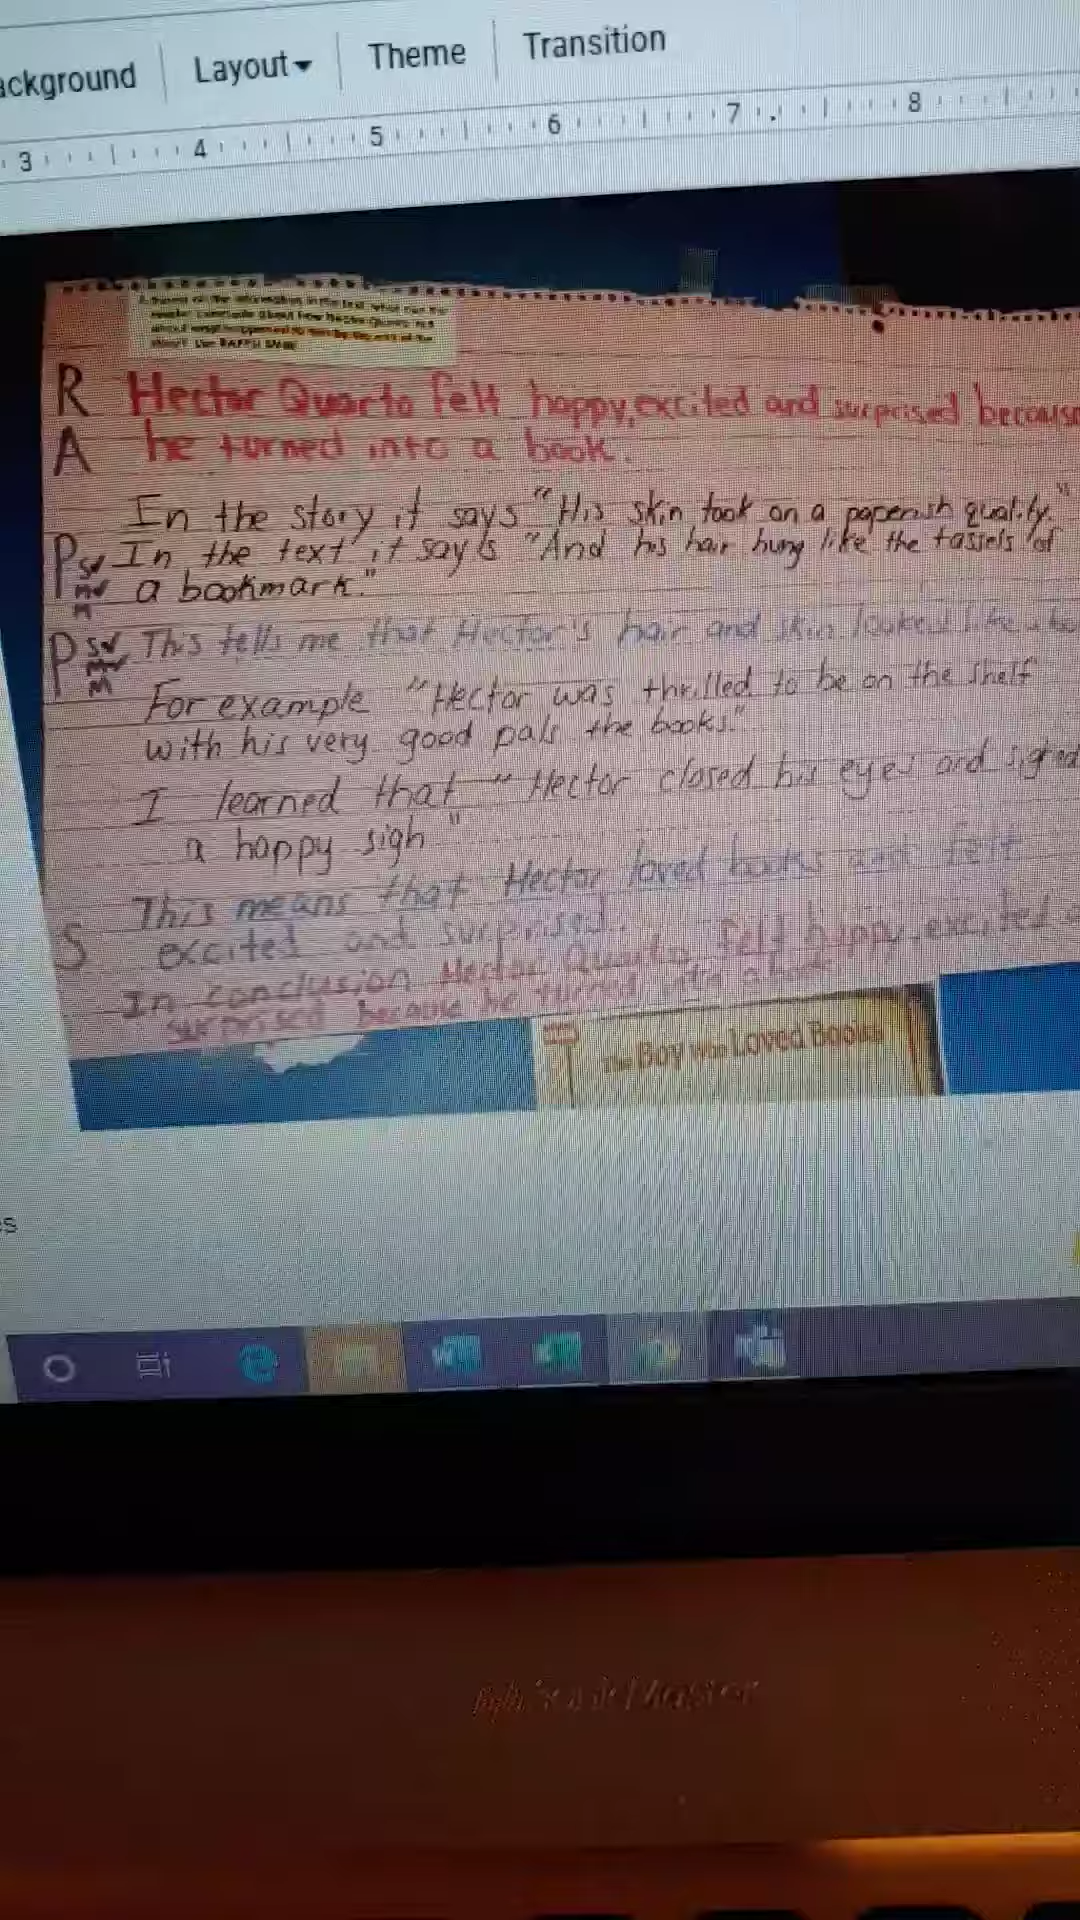 ackground Layout Theme Transition
3 4 5 6 7 8
R Hector Quarto felt happy, excited and surprised because
A he turned into a book.
In the story it says "His skin took on a paperish quality."
P In the text it says "And his hair hung like the tassels of
a bookmark."
P This tells me that Hector's hair and skin looked like a
For example "Hector was thrilled to be on the shelf
with his very good pals the books."
I learned that "Hector closed his eyes and signed
a happy sigh"
This means that Hector loved books and felt
S excited and surprised.
In conclusion Hector Quarto felt happy, excited
surprised because he turned into a
The Boy Who Loved Books
es